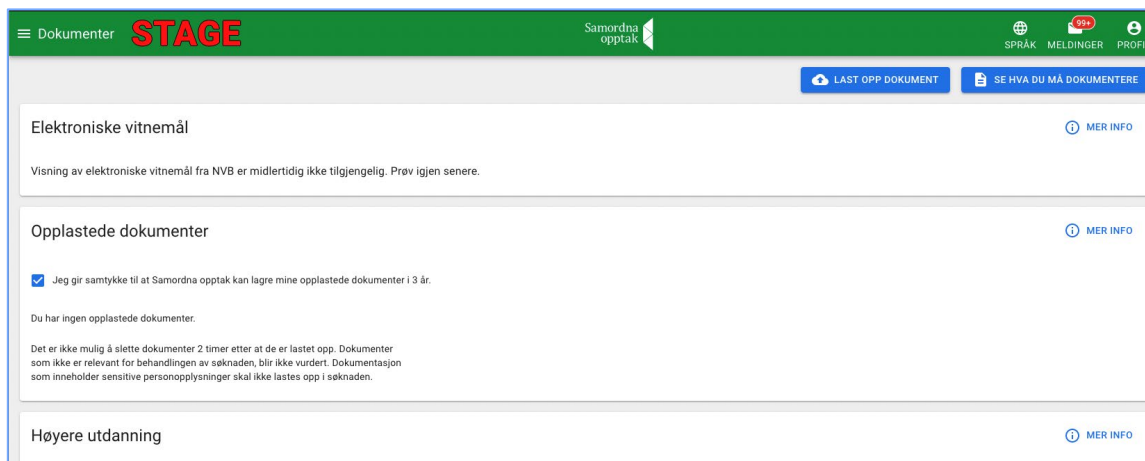 Dokumenter STAGE
Samordna
opptak
SPRÅK
99+
MELDINGER
LAST OPP DOKUMENT
SE HVA DU MÅ DOKUMENTERE
Elektroniske vitnemål
MER INFO
Visning av elektroniske vitnemål fra NVB er midlertidig ikke tilgjengelig. Prøv igjen senere.
Opplastede dokumenter
MER INFO
Jeg gir samtykke til at Samordna opptak kan lagre mine opplastede dokumenter i 3 år.
Du har ingen opplastede dokumenter.
Det er ikke mulig å slette dokumenter 2 timer etter at de er lastet opp. Dokumenter
som ikke er relevant for behandlingen av søknaden, blir ikke vurdert. Dokumentasjon
som inneholder sensitive personopplysninger skal ikke lastes opp i søknaden.
Høyere utdanning
MER INFO